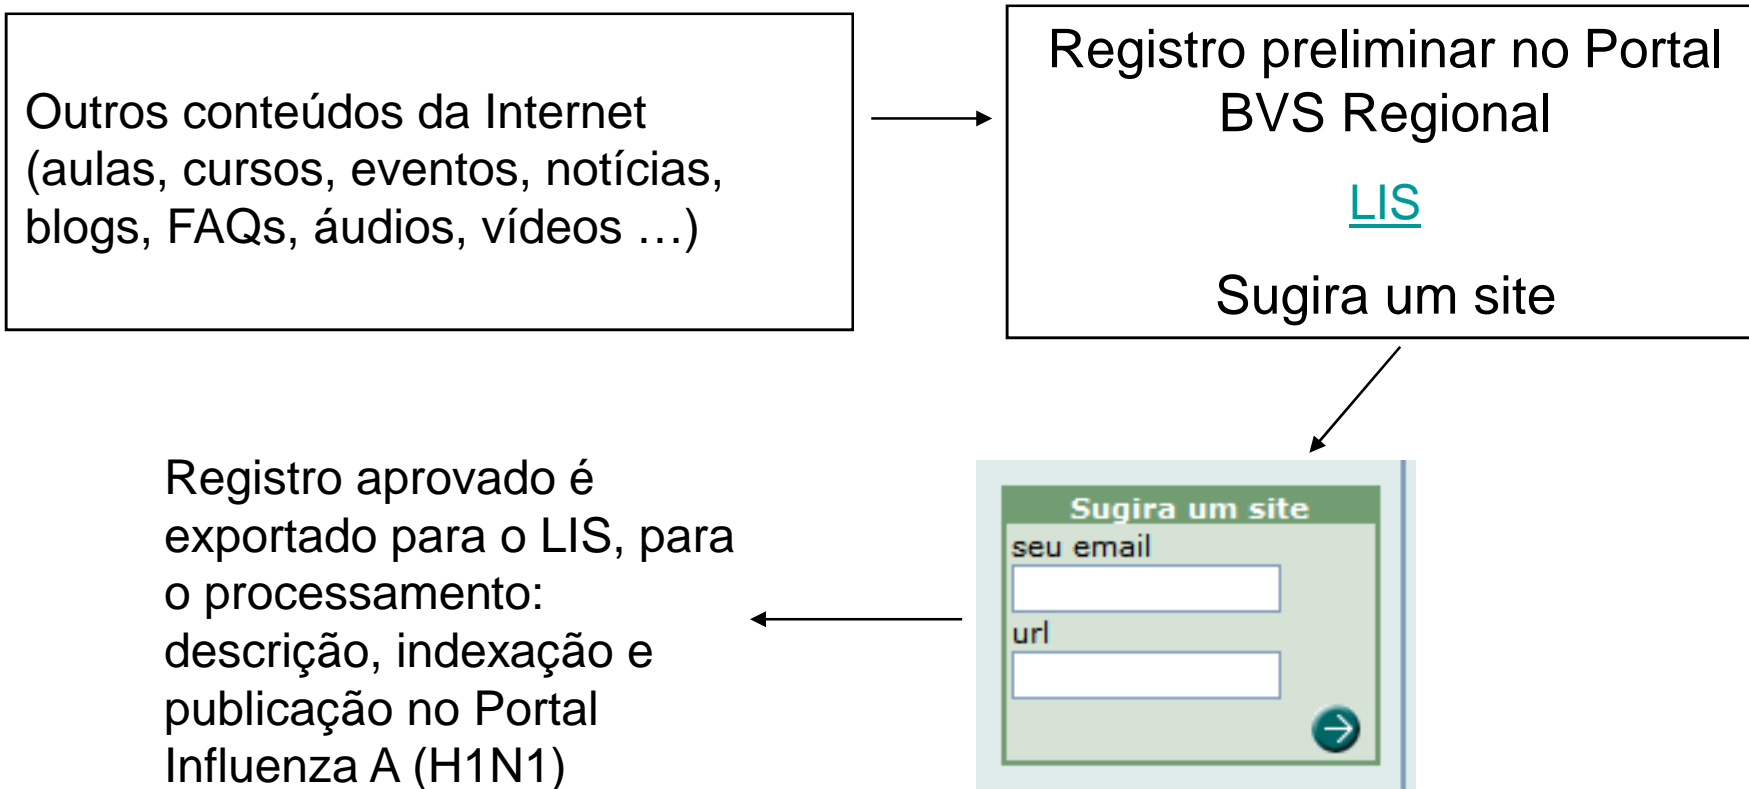 Outros conteúdos da Internet
(aulas, cursos, eventos, notícias,
blogs, FAQs, áudios, vídeos …)
Registro preliminar no Portal
BVS Regional
LIS
Sugira um site
Sugira um site
seu email
url
Registro aprovado é
exportado para o LIS, para
o processamento:
descrição, indexação e
publicação no Portal
Influenza A (H1N1)